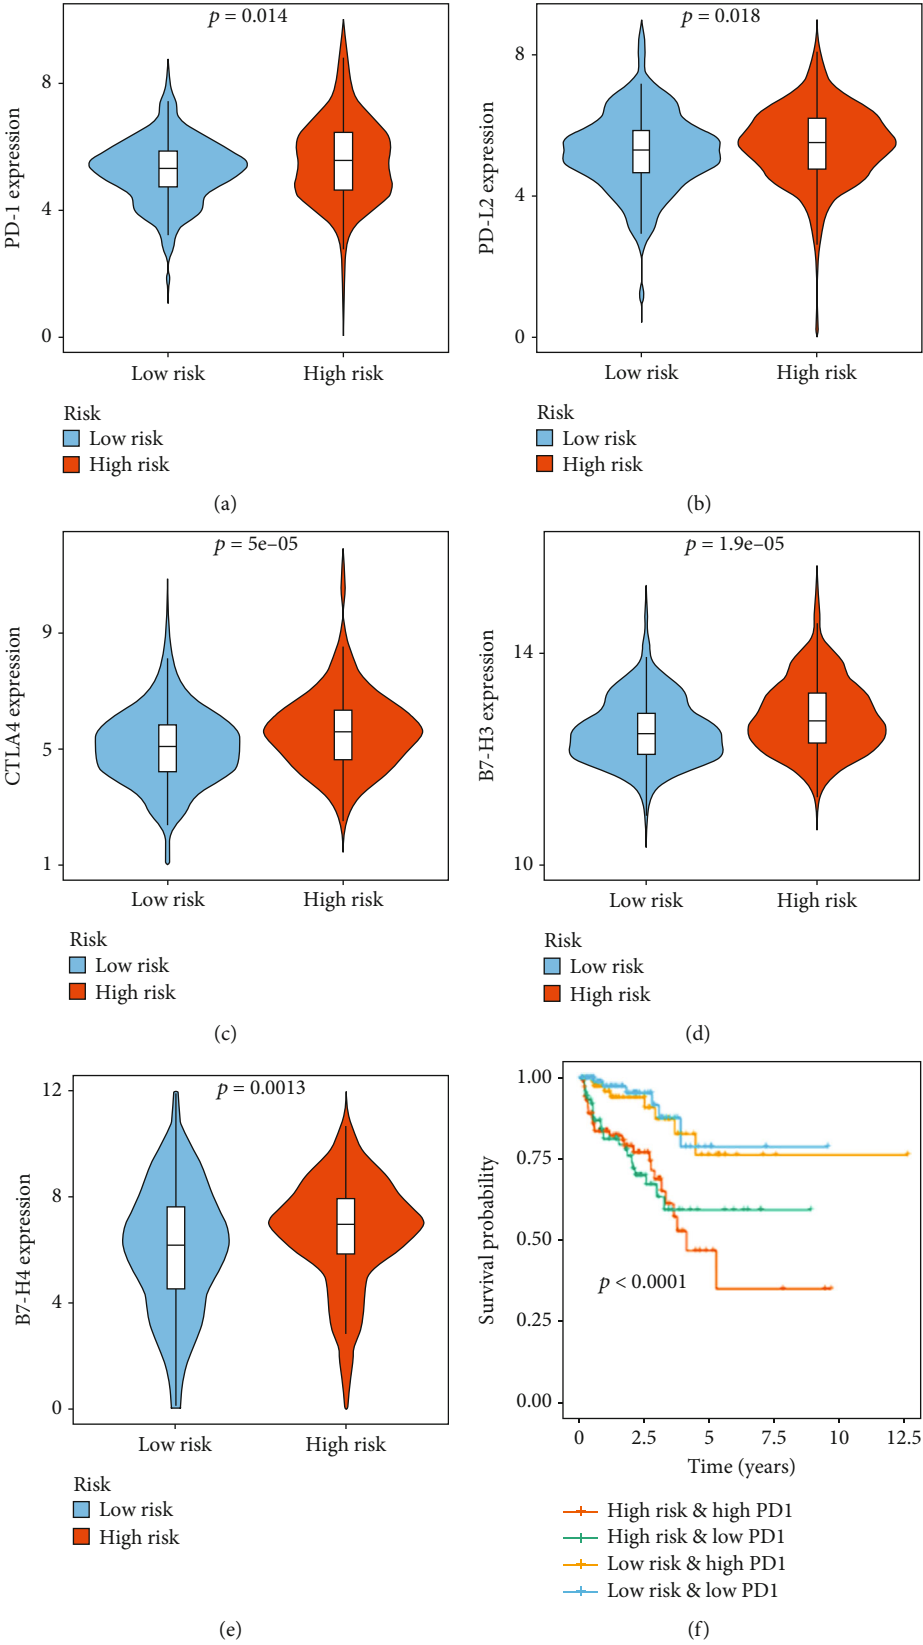 p = 0.014
PD-1 expression
8
4
0
Low risk
High risk
Risk
Low risk
High risk
(a)
p = 0.018
PD-L2 expression
8
4
0
Low risk
High risk
Risk
Low risk
High risk
(b)
p = 5e–05
CTLA4 expression
9
5
1
Low risk
High risk
Risk
Low risk
High risk
(c)
p = 1.9e–05
B7-H3 expression
14
10
Low risk
High risk
Risk
Low risk
High risk
(d)
p = 0.0013
B7-H4 expression
12
8
4
0
Low risk
High risk
Risk
Low risk
High risk
(e)
Survival probability
1.00
0.75
0.50
0.25
0.00
p < 0.0001
0 2.5 5 7.5 10 12.5
Time (years)
High risk & high PD1
High risk & low PD1
Low risk & high PD1
Low risk & low PD1
(f)